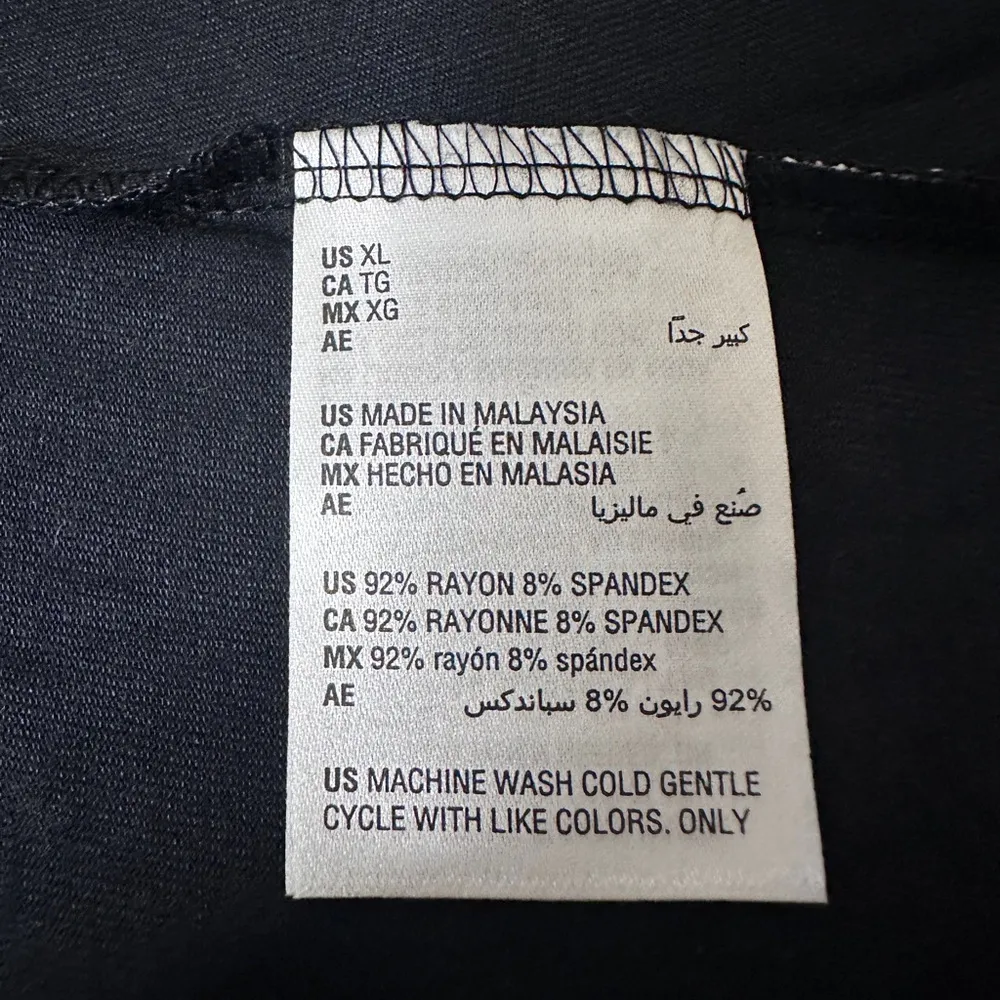 US XL
CA TG
MX XG
AE كبير جدًا
US MADE IN MALAYSIA
CA FABRIQUÉ EN MALAISIE
MX HECHO EN MALASIA
AE صُنع في ماليزيا
US 92% RAYON 8% SPANDEX
CA 92% RAYONNE 8% SPANDEX
MX 92% rayón 8% spándex
AE 92% رايون 8% سباندكس
US MACHINE WASH COLD GENTLE
CYCLE WITH LIKE COLORS. ONLY